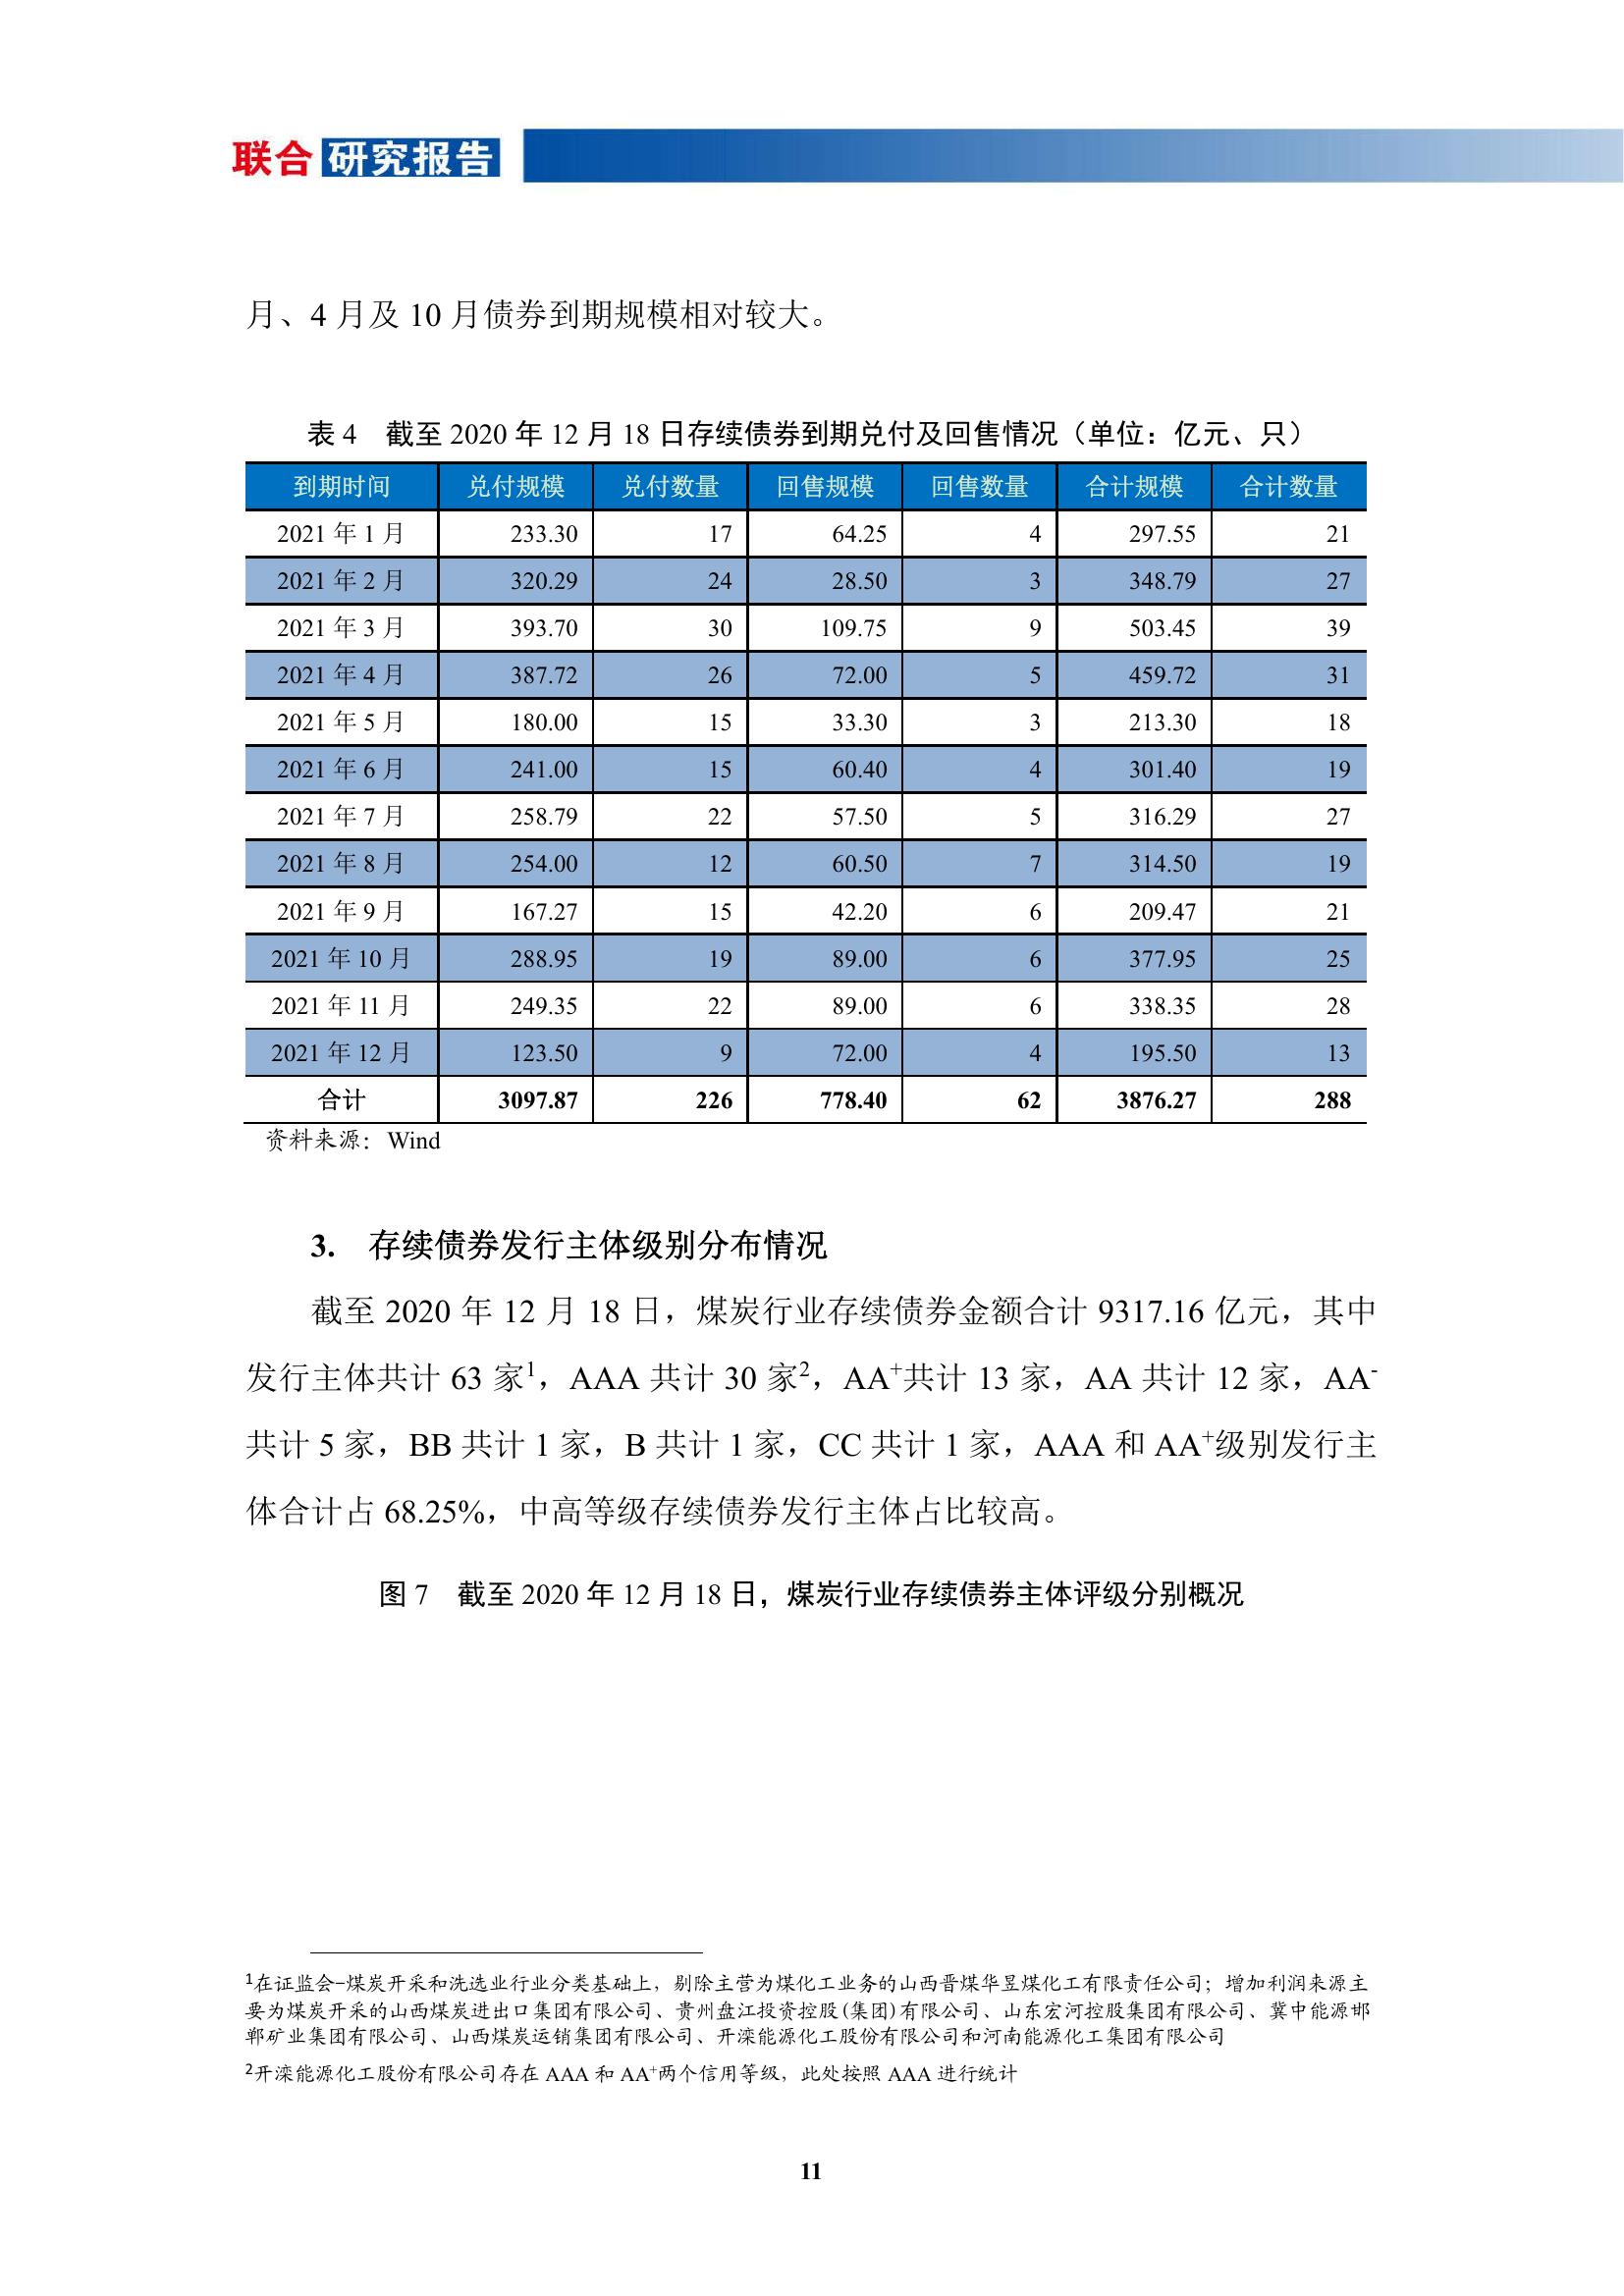 联合 研究报告
月、4 月及 10 月债券到期规模相对较大。
表 4 截至 2020 年 12 月 18 日存续债券到期兑付及回售情况（单位：亿元、只）
到期时间 兑付规模 兑付数量 回售规模 回售数量 合计规模 合计数量
2021 年 1 月 233.30 17 64.25 4 297.55 21
2021 年 2 月 320.29 24 28.50 3 348.79 27
2021 年 3 月 393.70 30 109.75 9 503.45 39
2021 年 4 月 387.72 26 72.00 5 459.72 31
2021 年 5 月 180.00 15 33.30 3 213.30 18
2021 年 6 月 241.00 15 60.40 4 301.40 19
2021 年 7 月 258.79 22 57.50 5 316.29 27
2021 年 8 月 254.00 12 60.50 7 314.50 19
2021 年 9 月 167.27 15 42.20 6 209.47 21
2021 年 10 月 288.95 19 89.00 6 377.95 25
2021 年 11 月 249.35 22 89.00 6 338.35 28
2021 年 12 月 123.50 9 72.00 4 195.50 13
合计 3097.87 226 778.40 62 3876.27 288
资料来源：Wind
3. 存续债券发行主体级别分布情况
截至 2020 年 12 月 18 日，煤炭行业存续债券金额合计 9317.16 亿元，其中
发行主体共计 63 家¹，AAA 共计 30 家²，AA⁺共计 13 家，AA 共计 12 家，AA⁻
共计 5 家，BB 共计 1 家，B 共计 1 家，CC 共计 1 家，AAA 和 AA⁺级别发行主
体合计占 68.25%，中高等级存续债券发行主体占比较高。
图 7 截至 2020 年 12 月 18 日，煤炭行业存续债券主体评级分别概况
¹在证监会-煤炭开采和洗选业行业分类基础上，剔除主营为煤化工业务的山西晋煤华昱煤化工有限责任公司；增加利润来源主
要为煤炭开采的山西煤炭进出口集团有限公司、贵州盘江投资控股(集团)有限公司、山东宏河控股集团有限公司、冀中能源邯
郸矿业集团有限公司、山西煤炭运销集团有限公司、开滦能源化工股份有限公司和河南能源化工集团有限公司
²开滦能源化工股份有限公司存在 AAA 和 AA⁺两个信用等级，此处按照 AAA 进行统计
11